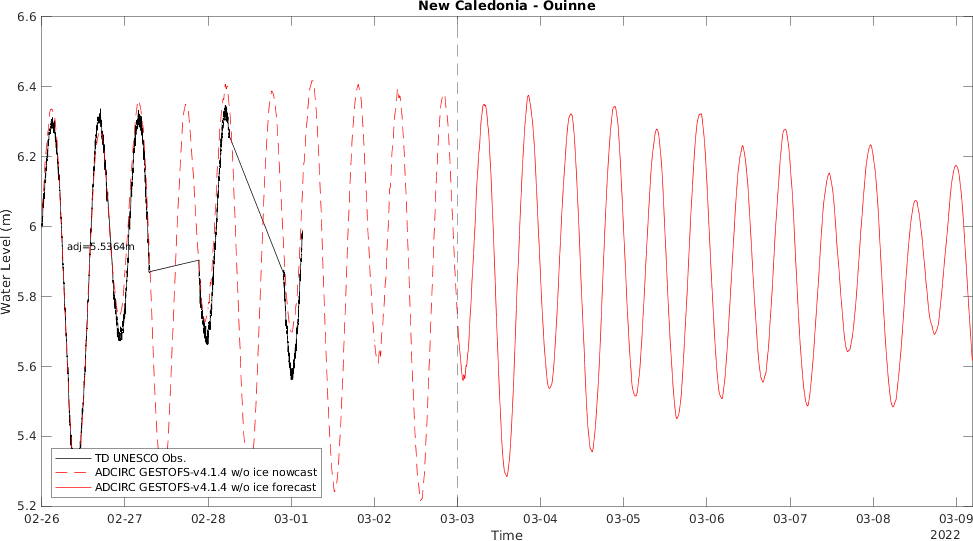 New Caledonia - Ouinne
6.6
6.4
6.2
6
5.8
5.6
5.4
5.2
Water Level (m)
adj=5.5364m
TD UNESCO Obs.
ADCIRC GESTOFS-v4.1.4 w/o ice nowcast
ADCIRC GESTOFS-v4.1.4 w/o ice forecast
02-26 02-27 02-28 03-01 03-02 03-03 03-04 03-05 03-06 03-07 03-08 03-09
Time
2022